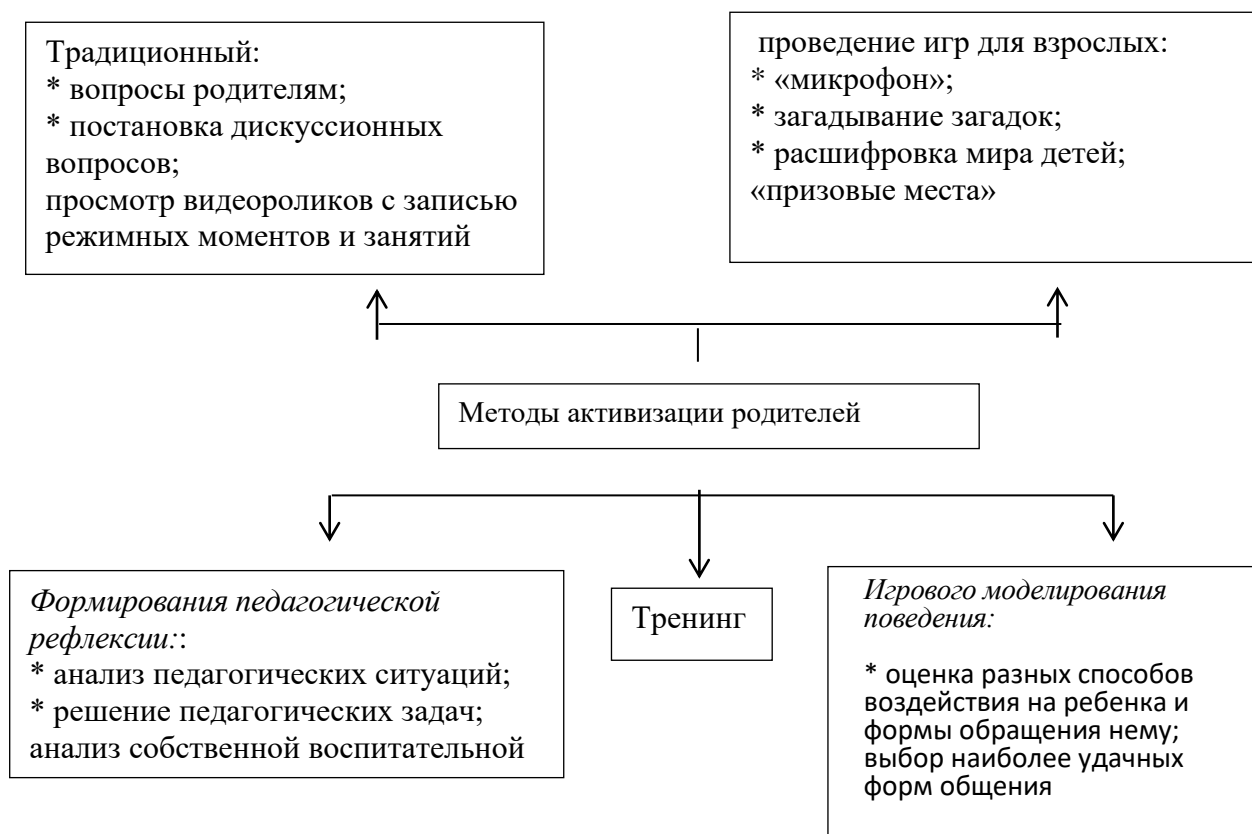 Традиционный:
* вопросы родителям;
* постановка дискуссионных
вопросов;
просмотр видеороликов с записью
режимных моментов и занятий
проведение игр для взрослых:
* «микрофон»;
* загадывание загадок;
* расшифровка мира детей;
«призовые места»
Методы активизации родителей
Формирования педагогической
рефлексии::
* анализ педагогических ситуаций;
* решение педагогических задач;
анализ собственной воспитательной
Тренинг
Игрового моделирования
поведения:
* оценка разных способов
воздействия на ребенка и
формы обращения нему;
выбор наиболее удачных
форм общения